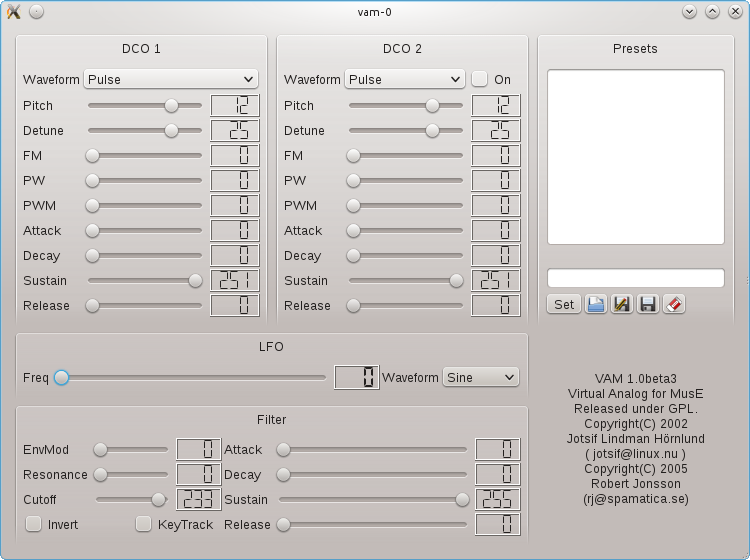 vam-0
DCO 1
Waveform Pulse
Pitch 12
Detune 25
FM 0
PW 0
PWM 0
Attack 0
Decay 0
Sustain 251
Release 0
DCO 2
Waveform Pulse On
Pitch 12
Detune 25
FM 0
PW 0
PWM 0
Attack 0
Decay 0
Sustain 251
Release 0
Presets
Set
LFO
Freq 0 Waveform Sine
Filter
EnvMod 0 Attack 0
Resonance 0 Decay 0
Cutoff 233 Sustain 255
Invert KeyTrack Release 0
VAM 1.0beta3
Virtual Analog for MusE
Released under GPL.
Copyright(C) 2002
Jotsif Lindman Hörnlund
( jotsif@linux.nu )
Copyright(C) 2005
Robert Jonsson
(rj@spamatica.se)